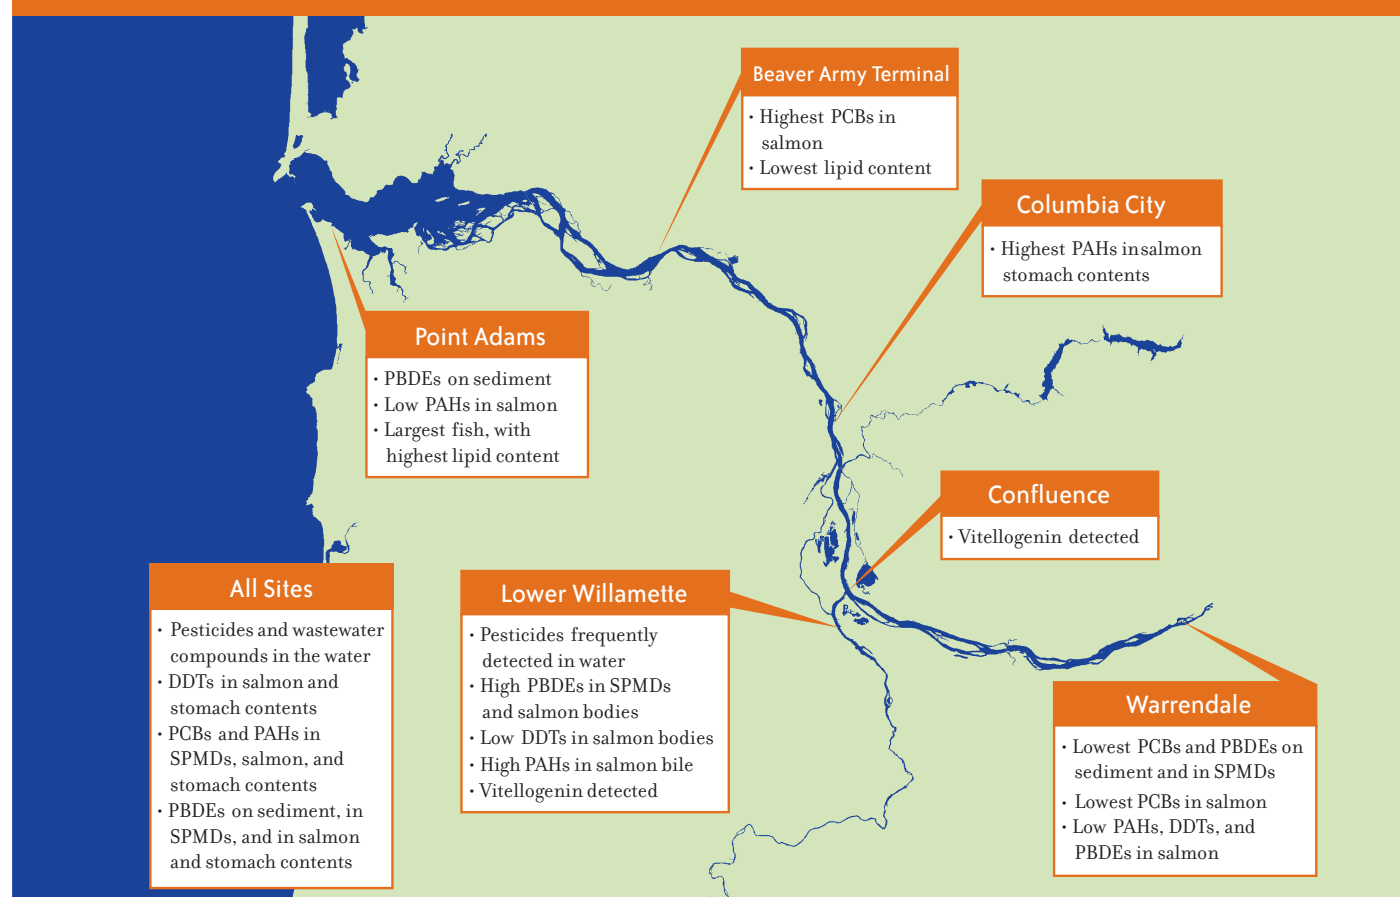 Beaver Army Terminal
· Highest PCBs in
salmon
· Lowest lipid content
Columbia City
· Highest PAHs in salmon
stomach contents
Point Adams
· PBDEs on sediment
· Low PAHs in salmon
· Largest fish, with
highest lipid content
Confluence
· Vitellogenin detected
All Sites
· Pesticides and wastewater
compounds in the water
· DDTs in salmon and
stomach contents
· PCBs and PAHs in
SPMDs, salmon, and
stomach contents
· PBDEs on sediment, in
SPMDs, and in salmon
and stomach contents
Lower Willamette
· Pesticides frequently
detected in water
· High PBDEs in SPMDs
and salmon bodies
· Low DDTs in salmon bodies
· High PAHs in salmon bile
· Vitellogenin detected
Warrendale
· Lowest PCBs and PBDEs on
sediment and in SPMDs
· Lowest PCBs in salmon
· Low PAHs, DDTs, and
PBDEs in salmon